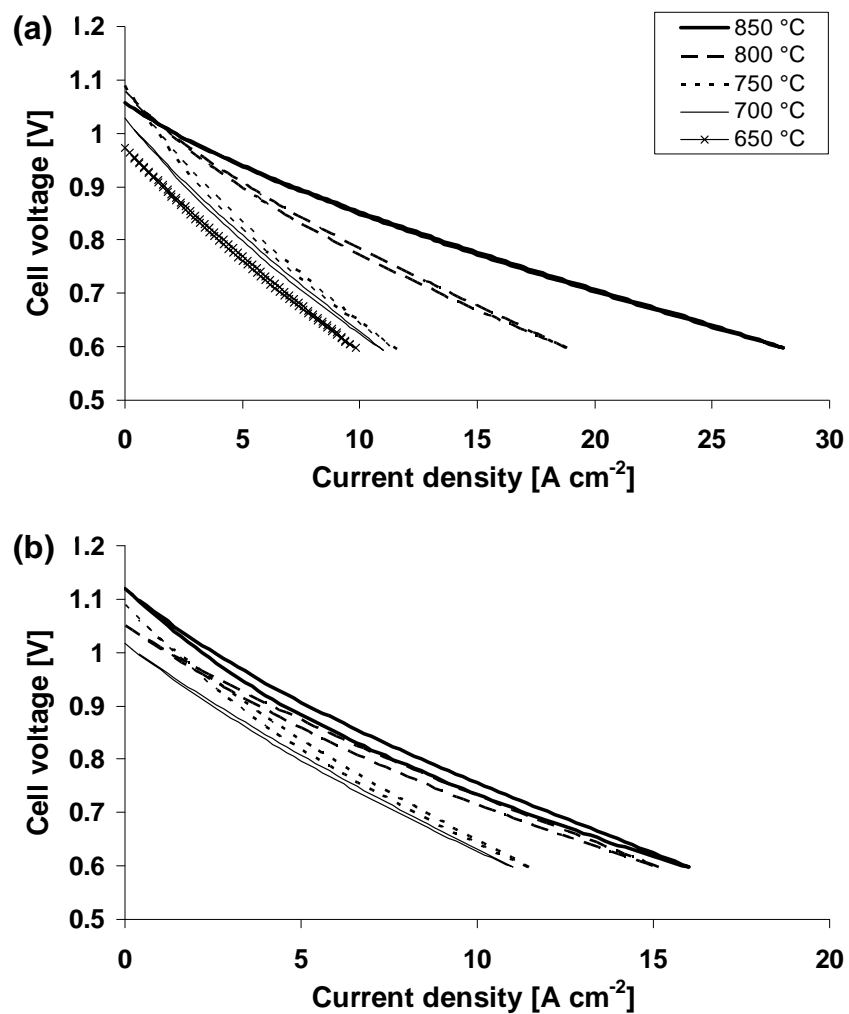 (a)
1.2
1.1
1
0.9
0.8
0.7
0.6
0.5
Cell voltage [V]
0
5
10
15
20
25
30
Current density [A cm-2]
850 °C
800 °C
750 °C
700 °C
650 °C
(b)
1.2
1.1
1
0.9
0.8
0.7
0.6
0.5
Cell voltage [V]
0
5
10
15
20
Current density [A cm-2]